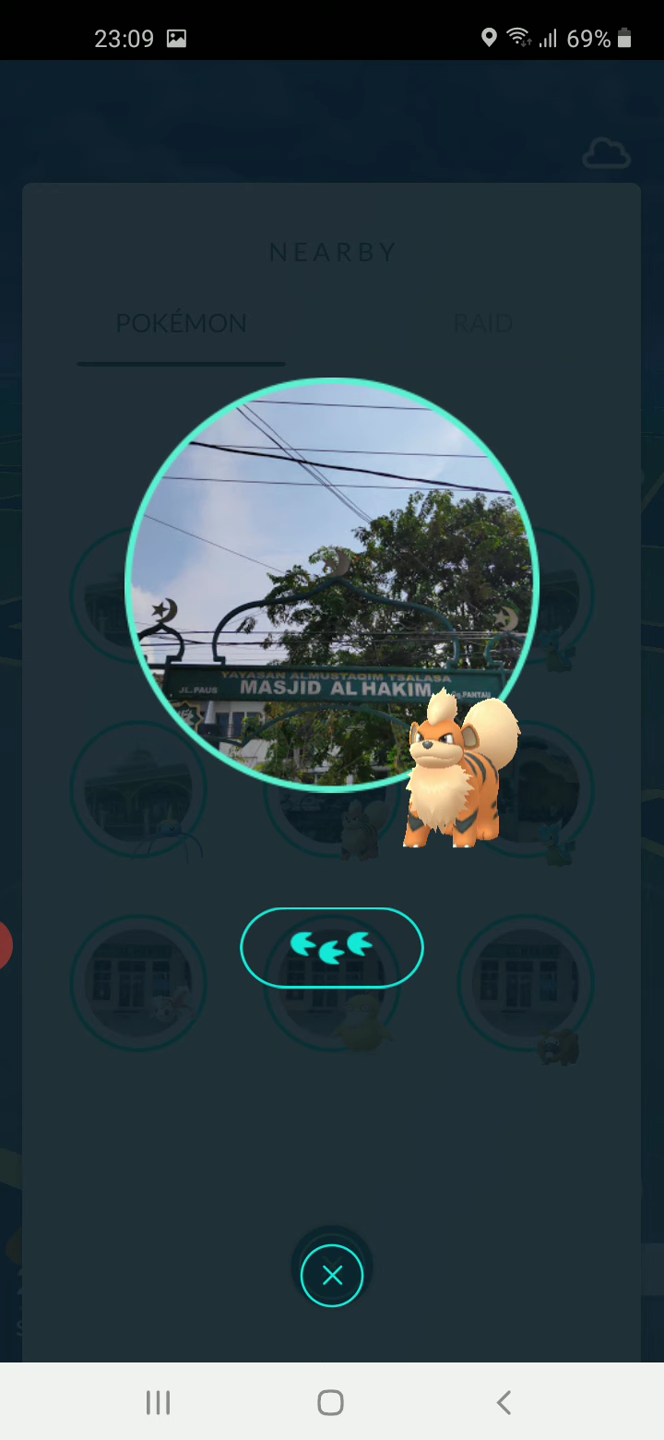 23:09
69%
NEARBY
POKÉMON
RAID
YAYASAN ALMUSTAQIM TSALASA
JL.PAUS
MASJID AL HAKIM